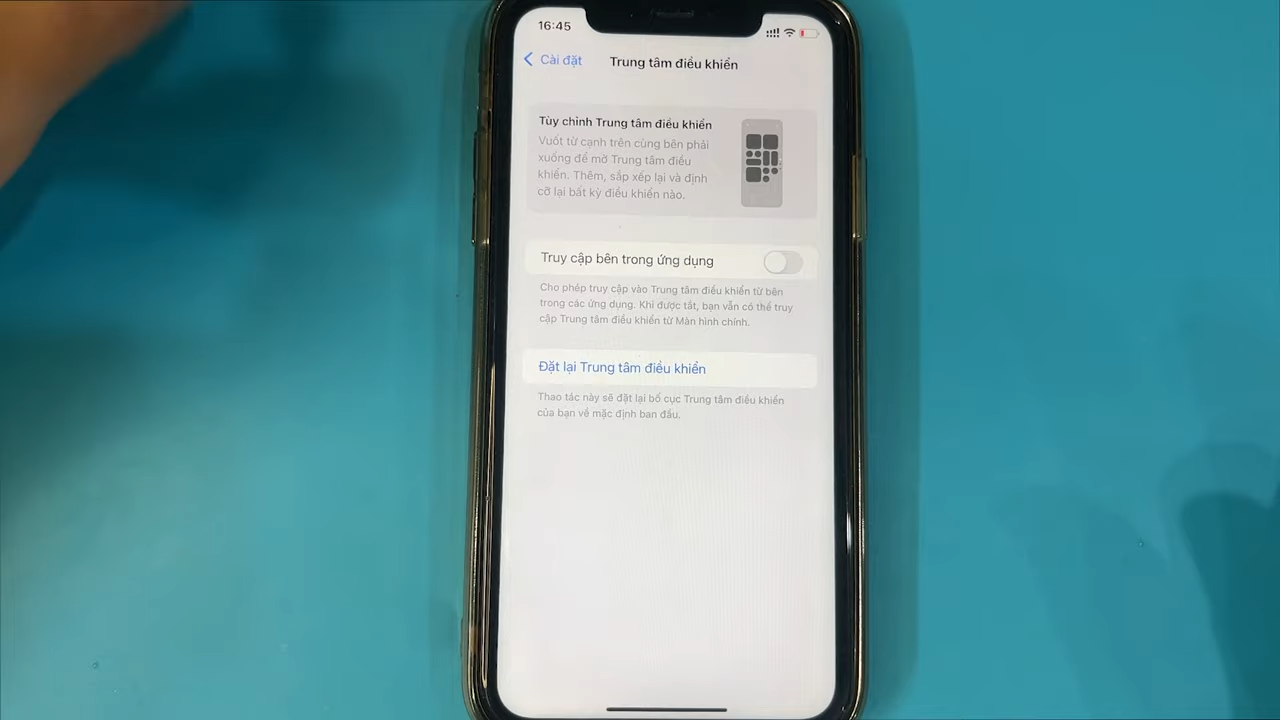 16:45
Cài đặt
Trung tâm điều khiển
Tùy chỉnh Trung tâm điều khiển
Vuốt từ cạnh trên cùng bên phải
xuống để mở Trung tâm điều
khiển. Thêm, sắp xếp lại và định
cỡ lại bất kỳ điều khiển nào.
Truy cập bên trong ứng dụng
Cho phép truy cập vào Trung tâm điều khiển từ bên
trong các ứng dụng. Khi được tắt, bạn vẫn có thể truy
cập Trung tâm điều khiển từ Màn hình chính.
Đặt lại Trung tâm điều khiển
Thao tác này sẽ đặt lại bố cục Trung tâm điều khiển
của bạn về mặc định ban đầu.